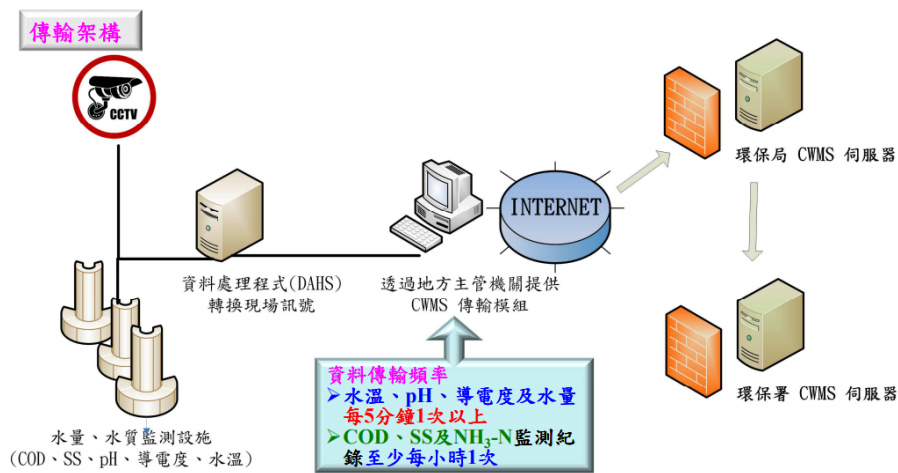 傳輸架構
CCTV
INTERNET
環保局 CWMS 伺服器
資料處理程式(DAHS)
轉換現場訊號
透過地方主管機關提供
CWMS 傳輸模組
環保署 CWMS 伺服器
資料傳輸頻率
➢水溫、pH、導電度及水量
每5分鐘1次以上
➢COD、SS及NH₃-N監測紀
錄至少每小時1次
水量、水質監測設施
(COD、SS、pH、導電度、水溫)